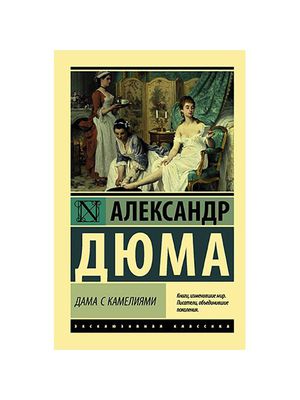 АЛЕКСАНДР
ДЮМА
ДАМА С КАМЕЛИЯМИ
Книги, изменившие мир.
Писатели, объединившие
поколения.
ЭКСКЛЮЗИВНАЯ КЛАССИКА